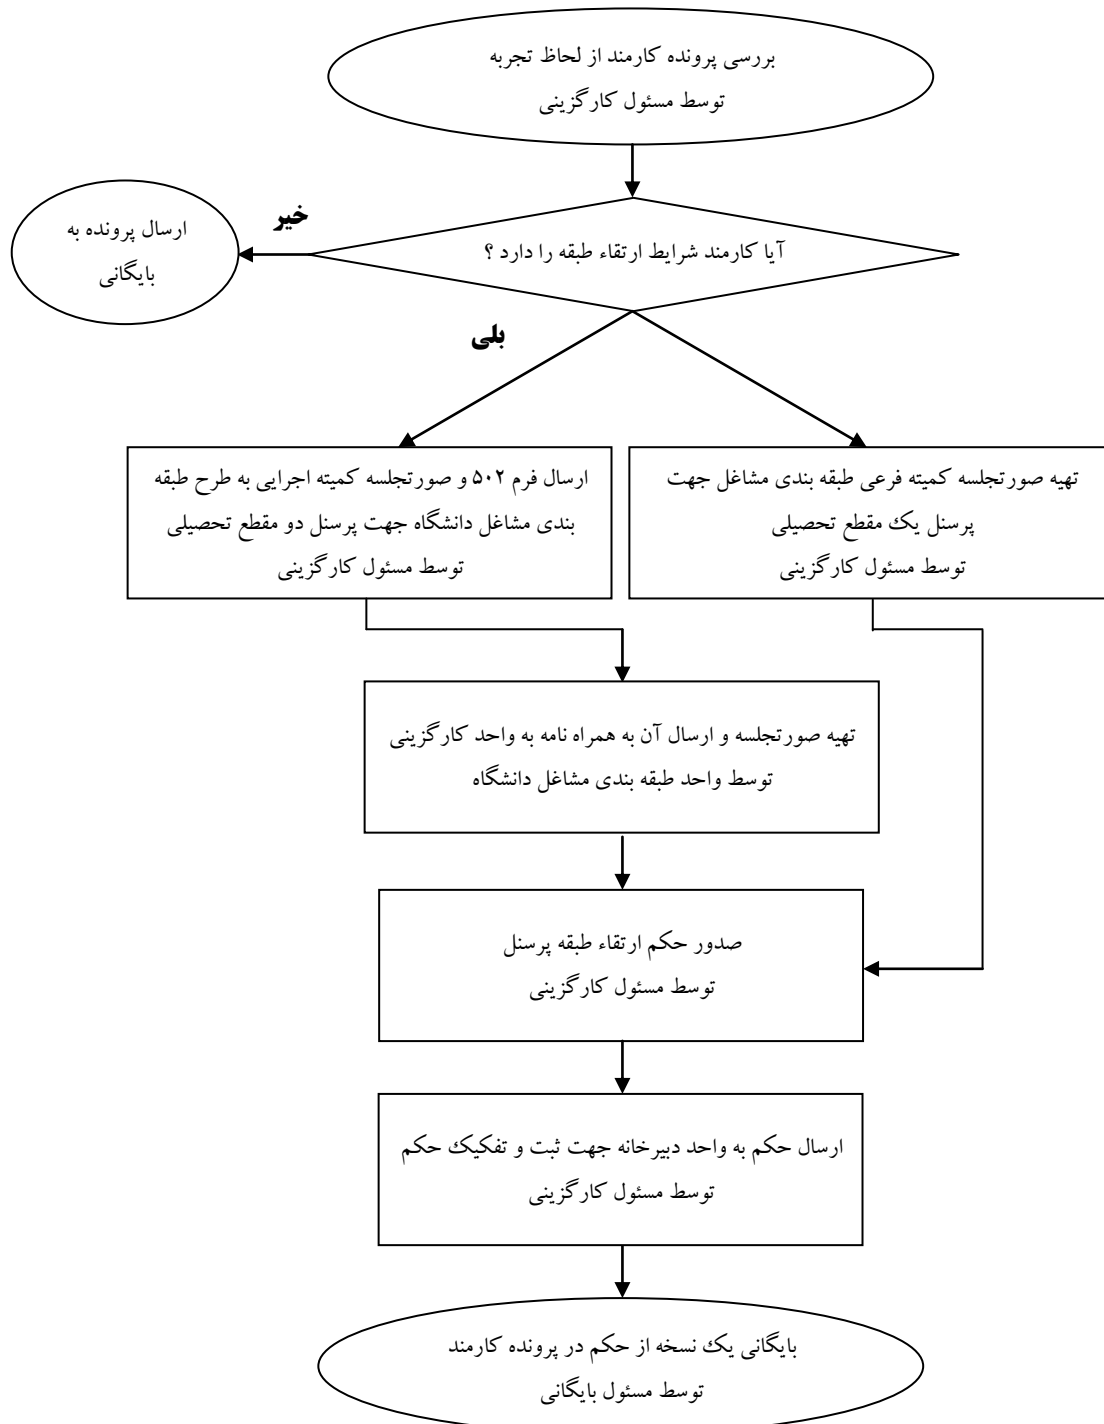 بررسی پرونده کارمند از لحاظ تجربه
توسط مسئول کارگزینی
آیا کارمند شرایط ارتقاء طبقه را دارد ؟
خیر
ارسال پرونده به
بایگانی
بلی
تهیه صورتجلسه کمیته فرعی طبقه بندی مشاغل جهت
پرسنل یک مقطع تحصیلی
توسط مسئول کارگزینی
ارسال فرم ۵۰۲ و صورتجلسه کمیته اجرایی به طرح طبقه
بندی مشاغل دانشگاه جهت پرسنل دو مقطع تحصیلی
توسط مسئول کارگزینی
تهیه صورتجلسه و ارسال آن به همراه نامه به واحد کارگزینی
توسط واحد طبقه بندی مشاغل دانشگاه
صدور حکم ارتقاء طبقه پرسنل
توسط مسئول کارگزینی
ارسال حکم به واحد دبیرخانه جهت ثبت و تفکیک حکم
توسط مسئول کارگزینی
بایگانی یک نسخه از حکم در پرونده کارمند
توسط مسئول بایگانی